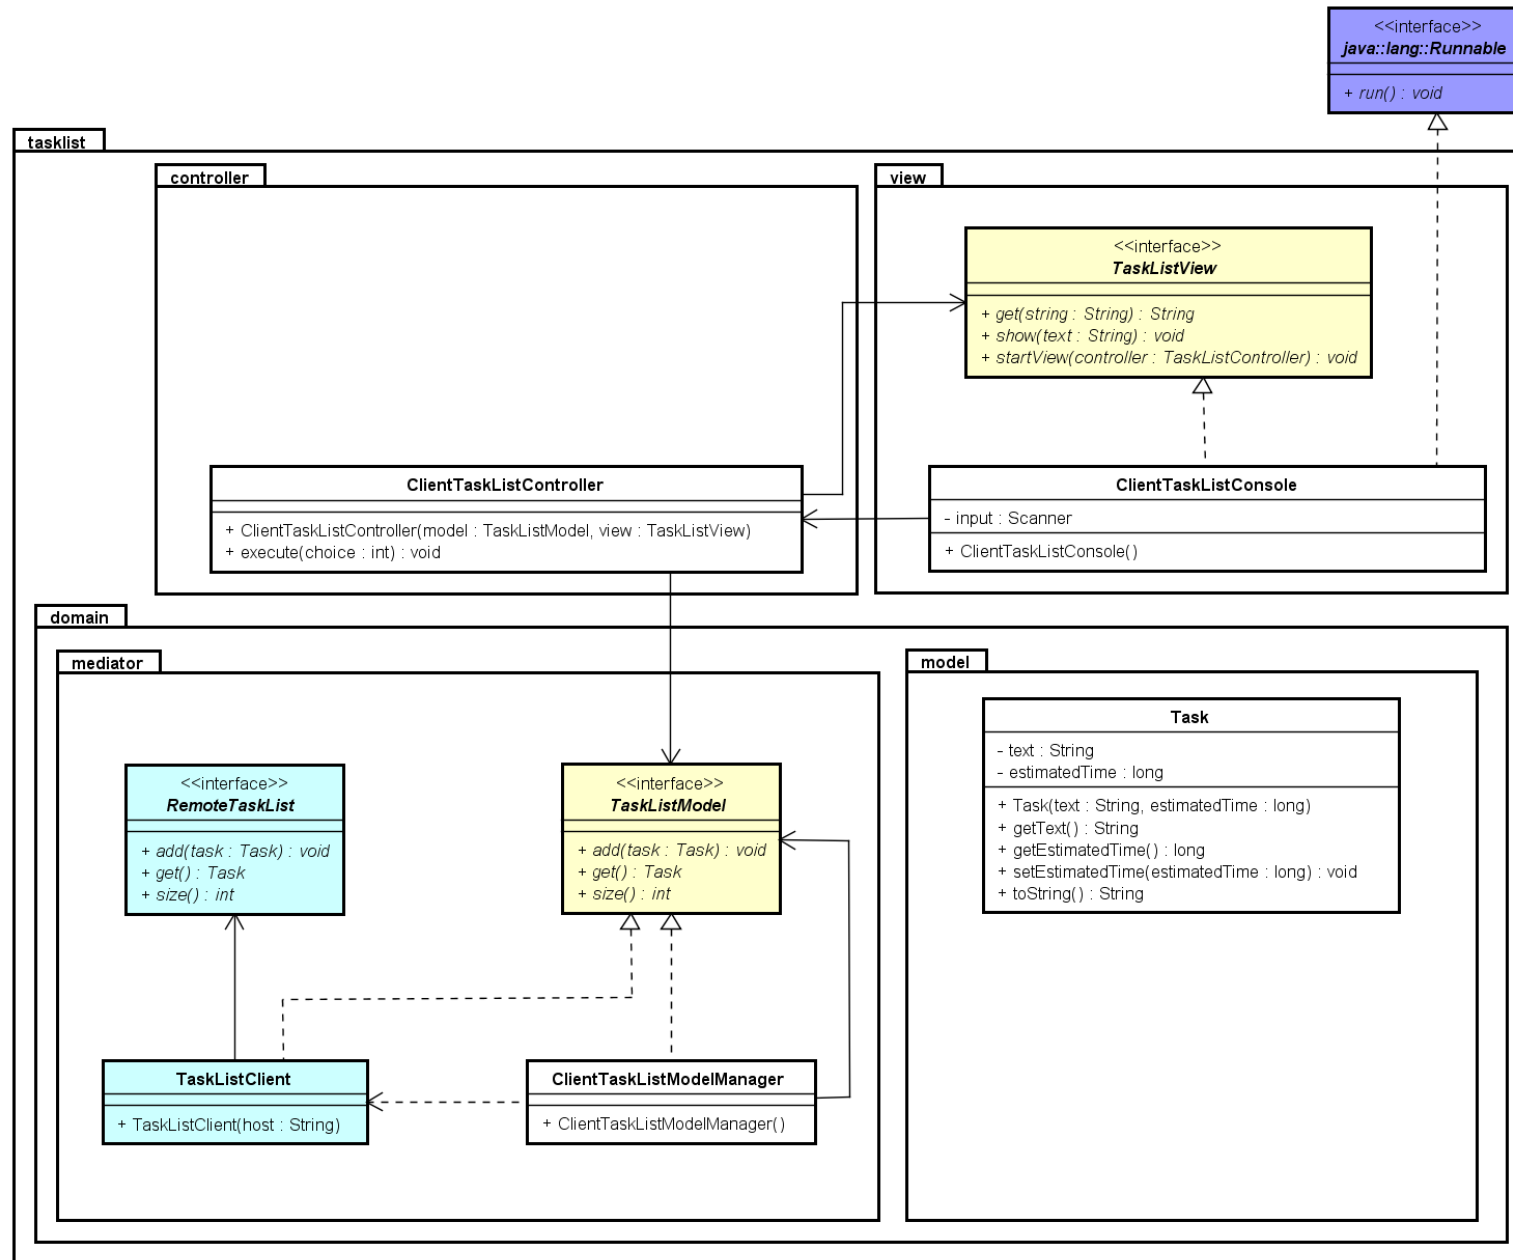 <<interface>>
java::lang::Runnable
+ run() : void
tasklist
controller
view
<<interface>>
TaskListView
+ get(string : String) : String
+ show(text : String) : void
+ startView(controller : TaskListController) : void
ClientTaskListController
+ ClientTaskListController(model : TaskListModel, view : TaskListView)
+ execute(choice : int) : void
ClientTaskListConsole
- input : Scanner
+ ClientTaskListConsole()
domain
mediator
model
<<interface>>
RemoteTaskList
+ add(task : Task) : void
+ get() : Task
+ size() : int
<<interface>>
TaskListModel
+ add(task : Task) : void
+ get() : Task
+ size() : int
Task
- text : String
- estimatedTime : long
+ Task(text : String, estimatedTime : long)
+ getText() : String
+ getEstimatedTime() : long
+ setEstimatedTime(estimatedTime : long) : void
+ toString() : String
TaskListClient
+ TaskListClient(host : String)
ClientTaskListModelManager
+ ClientTaskListModelManager()